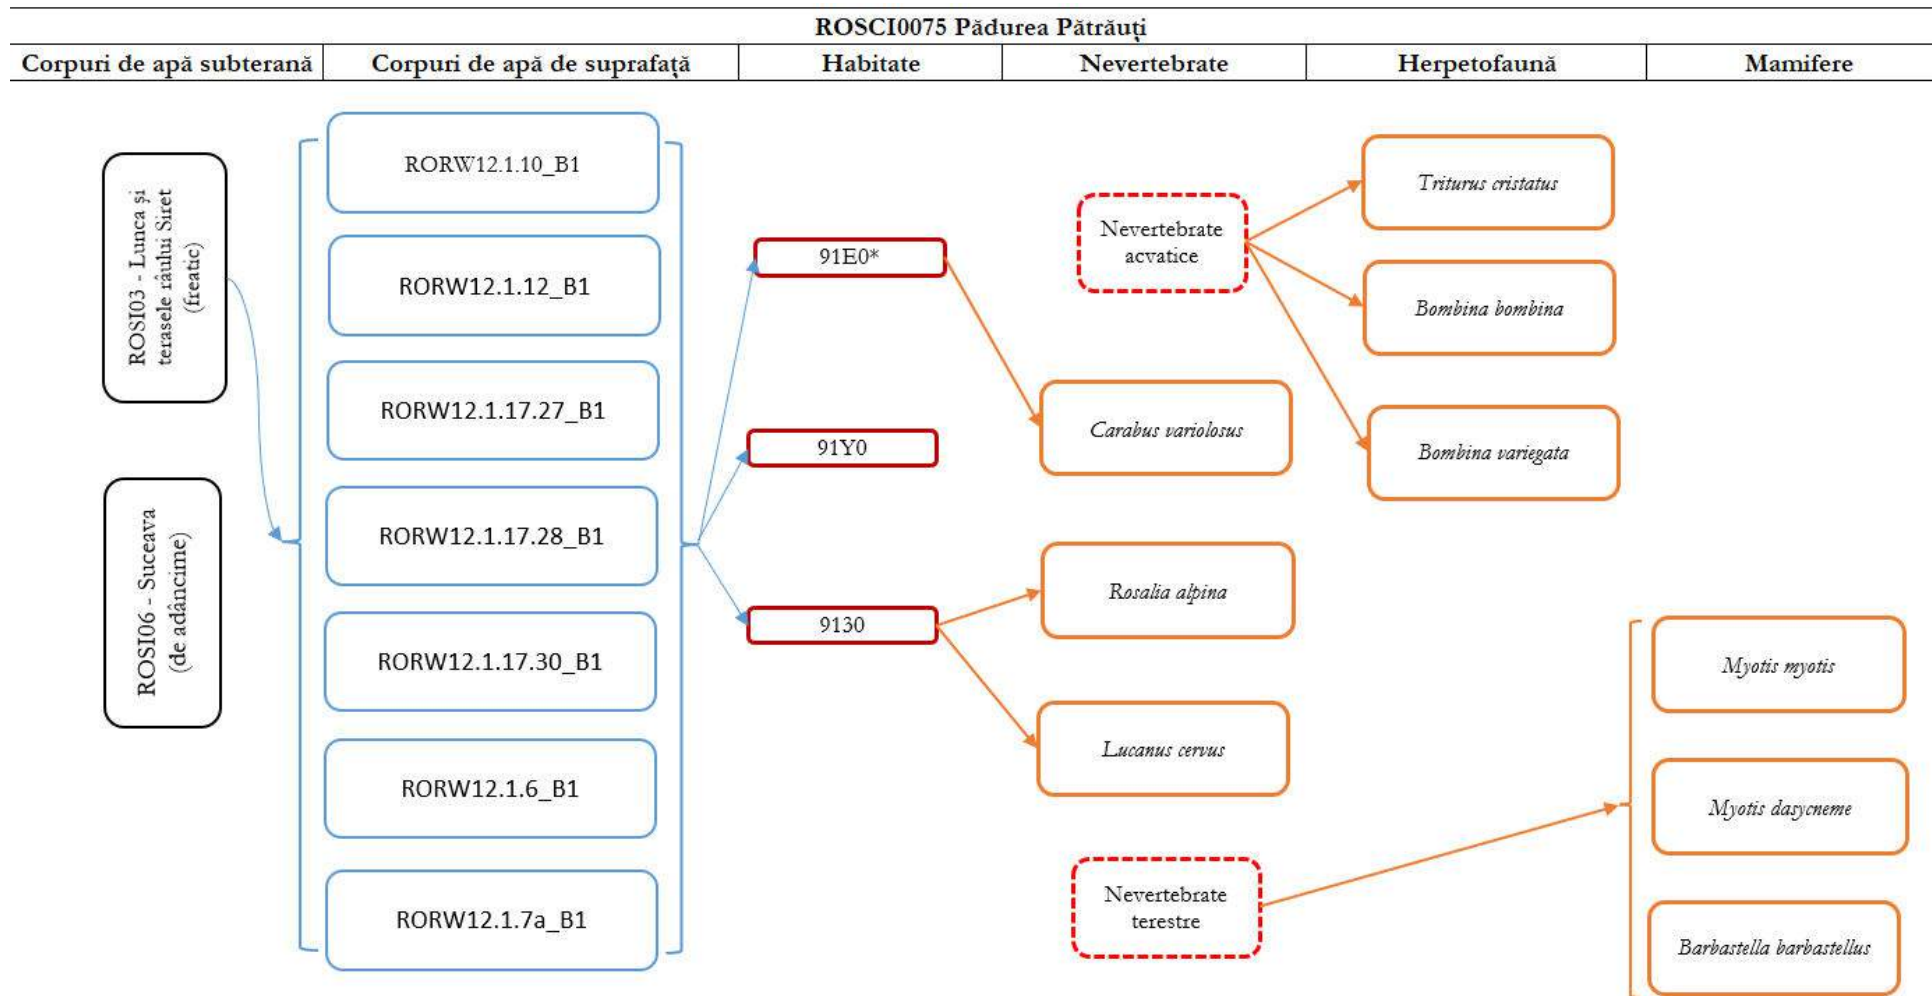 ROSCI0075 Pădurea Pătrăuți
Corpuri de apă subterană
Corpuri de apă de suprafață
Habitate
Nevertebrate
Herpetofaună
Mamifere
ROSI03 - Lunca și
terasele râului Siret
(freatic)
ROSI06 - Suceava
(de adâncime)
RORW12.1.10_B1
RORW12.1.12_B1
RORW12.1.17.27_B1
RORW12.1.17.28_B1
RORW12.1.17.30_B1
RORW12.1.6_B1
RORW12.1.7a_B1
91E0*
91Y0
9130
Nevertebrate
acvatice
Carabus variolosus
Rosalia alpina
Lucanus cervus
Nevertebrate
terestre
Triturus cristatus
Bombina bombina
Bombina variegata
Myotis myotis
Myotis dasycneme
Barbastella barbastellus